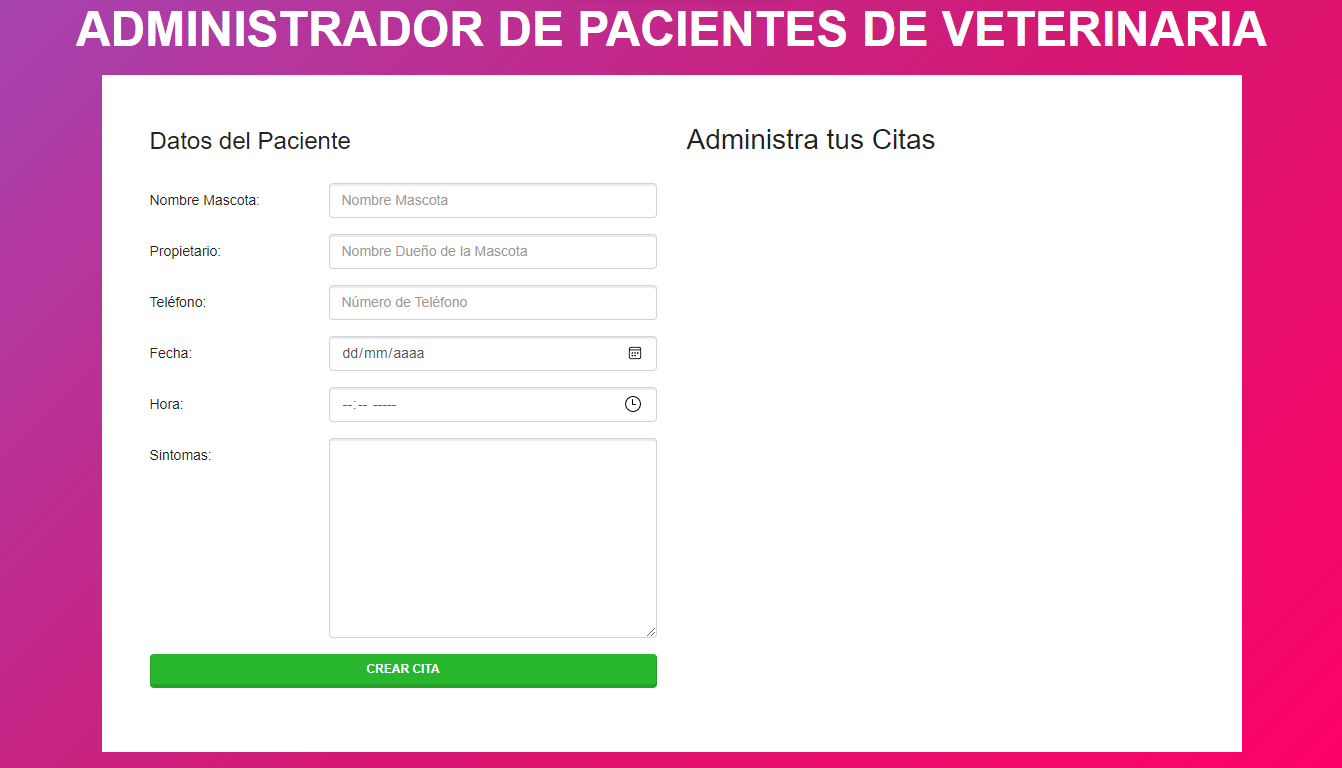 ADMINISTRADOR DE PACIENTES DE VETERINARIA
Datos del Paciente
Administra tus Citas
Nombre Mascota:
Nombre Mascota
Propietario:
Nombre Dueño de la Mascota
Teléfono:
Número de Teléfono
Fecha:
dd/mm/aaaa
Hora:
--:-- -----
Sintomas:
CREAR CITA